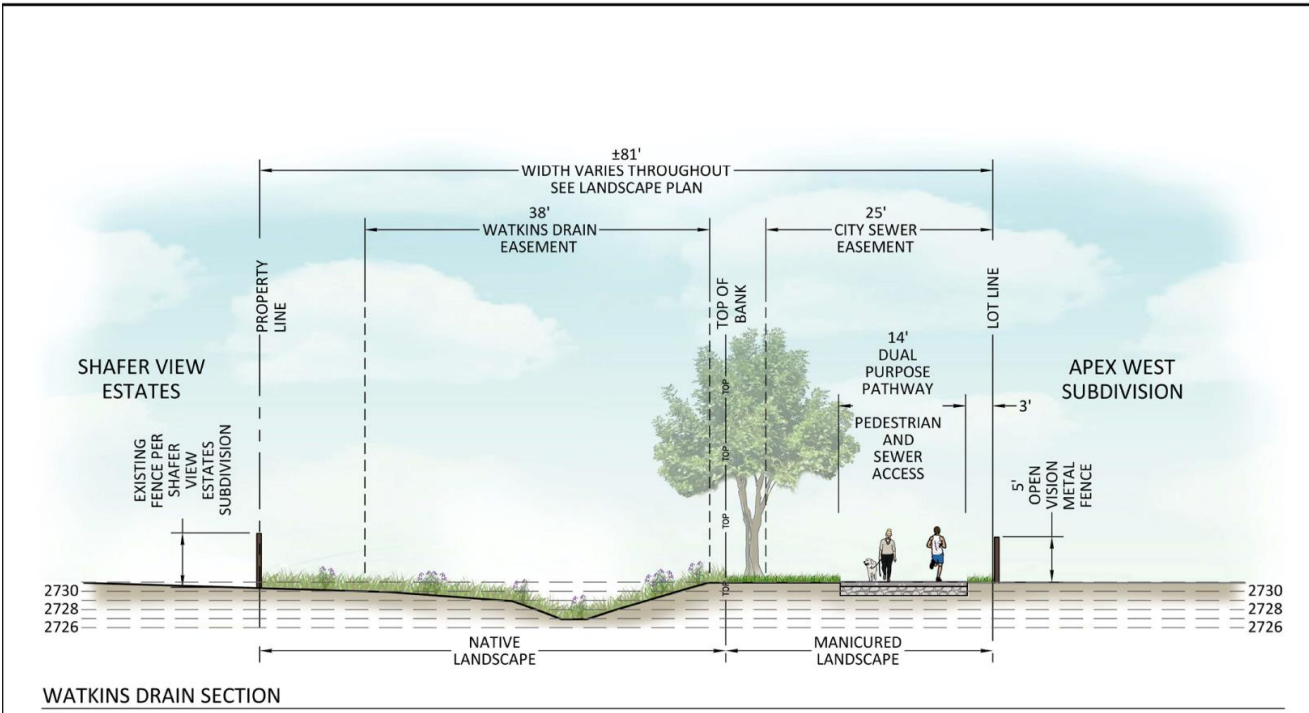 ±81'
WIDTH VARIES THROUGHOUT
SEE LANDSCAPE PLAN
38'
WATKINS DRAIN
EASEMENT
25'
CITY SEWER
EASEMENT
PROPERTY
LINE
TOP OF
BANK
LOT LINE
SHAFER VIEW
ESTATES
14'
DUAL
PURPOSE
PATHWAY
PEDESTRIAN
AND
SEWER
ACCESS
3'
APEX WEST
SUBDIVISION
EXISTING
FENCE PER
SHAFER
VIEW
ESTATES
SUBDIVISION
TOP
TOP
TOP
TOP
5'
OPEN
VISION
METAL
FENCE
2730
2728
2726
2730
2728
2726
NATIVE
LANDSCAPE
MANICURED
LANDSCAPE
WATKINS DRAIN SECTION